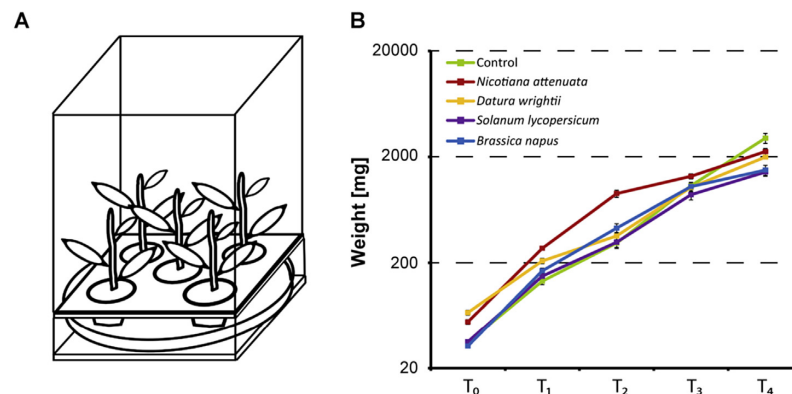 A
B
20000
2000
200
20
Weight [mg]
Control
Nicotiana attenuata
Datura wrightii
Solanum lycopersicum
Brassica napus
T₀ T₁ T₂ T₃ T₄